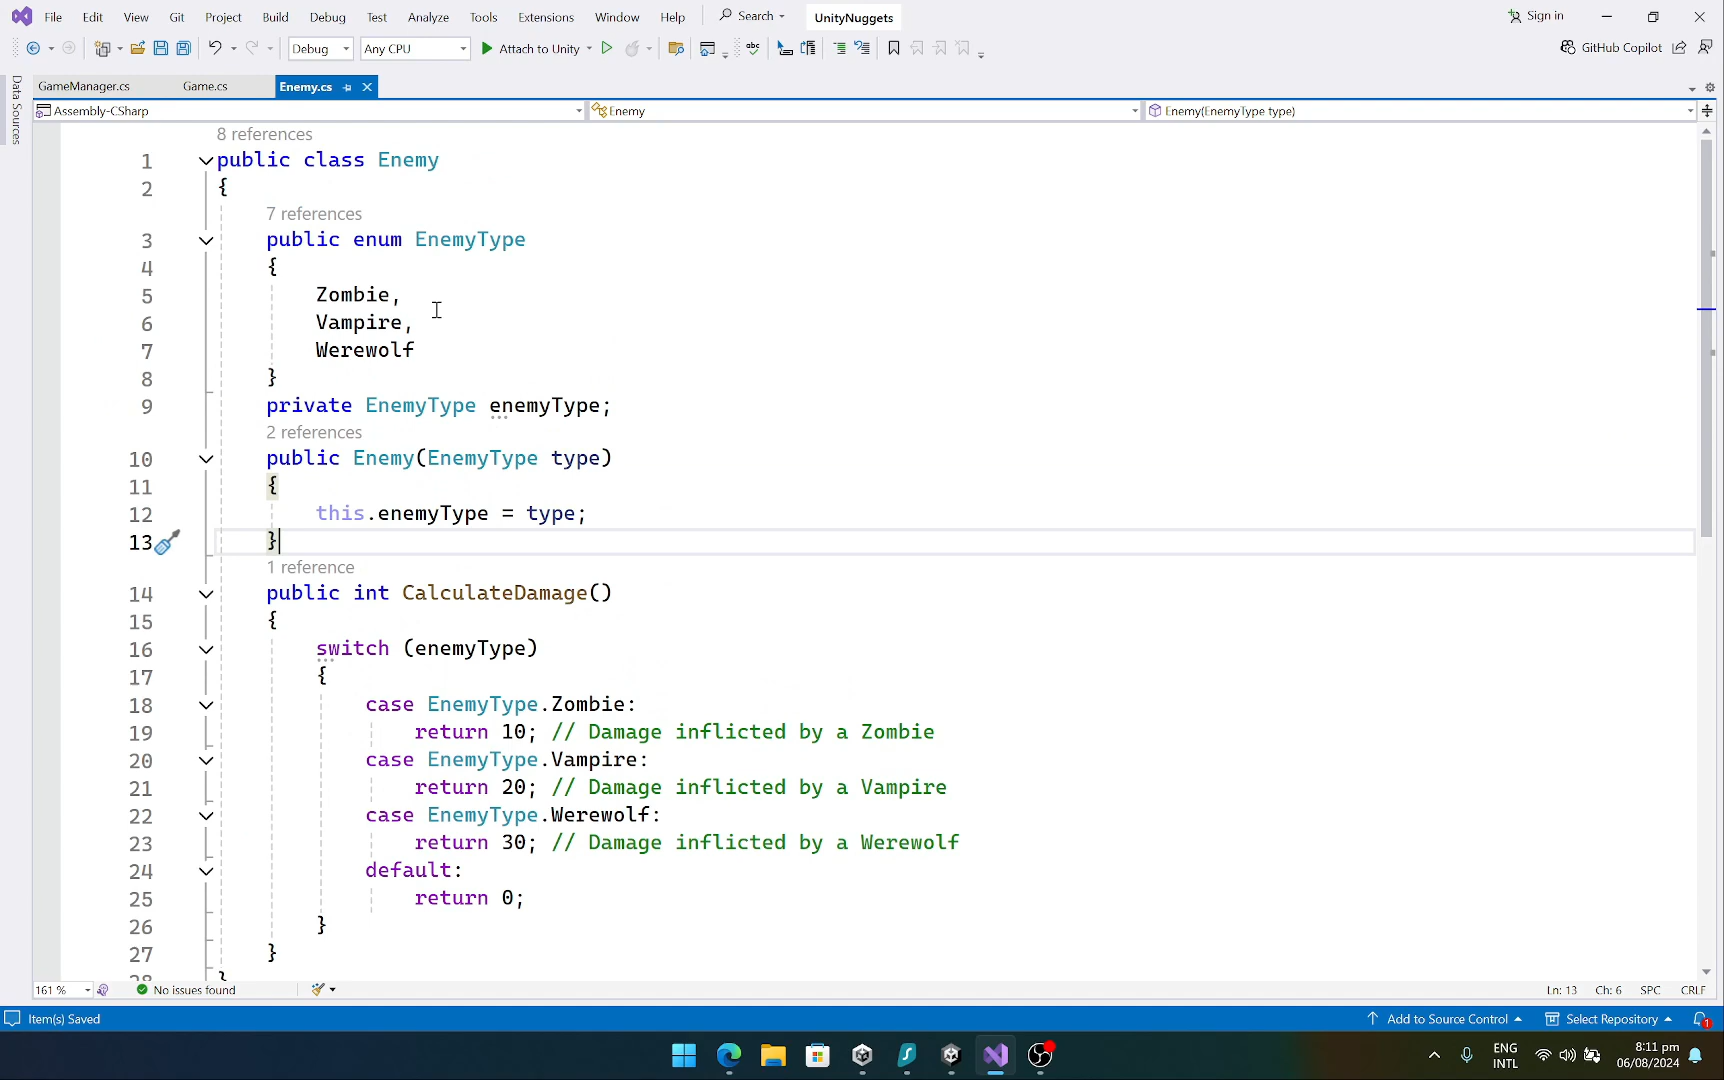 File Edit View Git Project Build Debug Test Analyze Tools Extensions Window Help Search UnityNuggets Sign in
Debug Any CPU Attach to Unity abc GitHub Copilot
GameManager.cs Game.cs Enemy.cs
Data Sources
Assembly-CSharp Enemy Enemy(EnemyType type)
8 references
1 public class Enemy
2 {
7 references
3 public enum EnemyType
4 {
5 Zombie,
6 Vampire,
7 Werewolf
8 }
9 private EnemyType enemyType;
2 references
10 public Enemy(EnemyType type)
11 {
12 this.enemyType = type;
13 }
1 reference
14 public int CalculateDamage()
15 {
16 switch (enemyType)
17 {
18 case EnemyType.Zombie:
19 return 10; // Damage inflicted by a Zombie
20 case EnemyType.Vampire:
21 return 20; // Damage inflicted by a Vampire
22 case EnemyType.Werewolf:
23 return 30; // Damage inflicted by a Werewolf
24 default:
25 return 0;
26 }
27 }
28 }
161 % No issues found Ln: 13 Ch: 6 SPC CRLF
Item(s) Saved Add to Source Control Select Repository 1
ENG 8:11 pm
INTL 06/08/2024